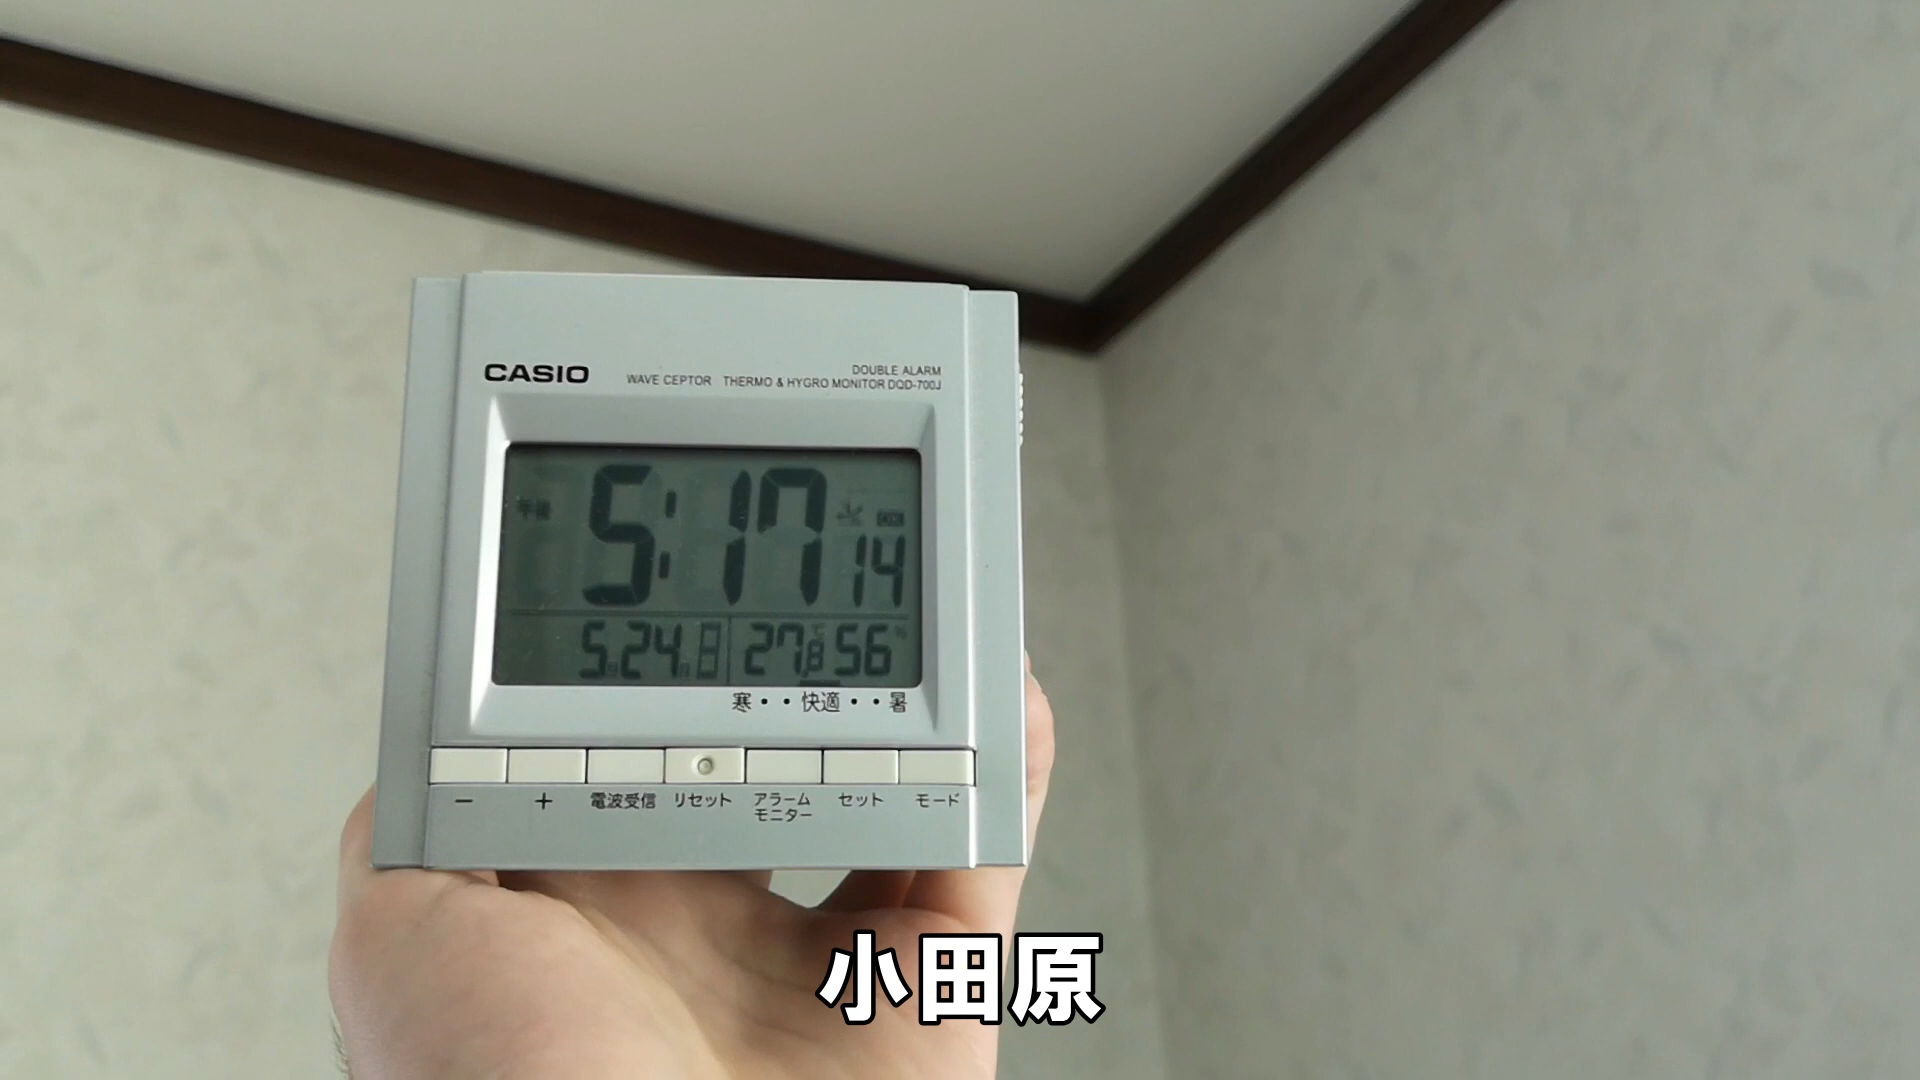 CASIO
WAVE CEPTOR THERMO & HYGRO MONITOR DQD-700J
DOUBLE ALARM
午後
5:17 14
5月24日 日 27.8℃ 56%
寒・・快適・・暑
− + 電波受信 リセット アラームモニター セット モード
小田原